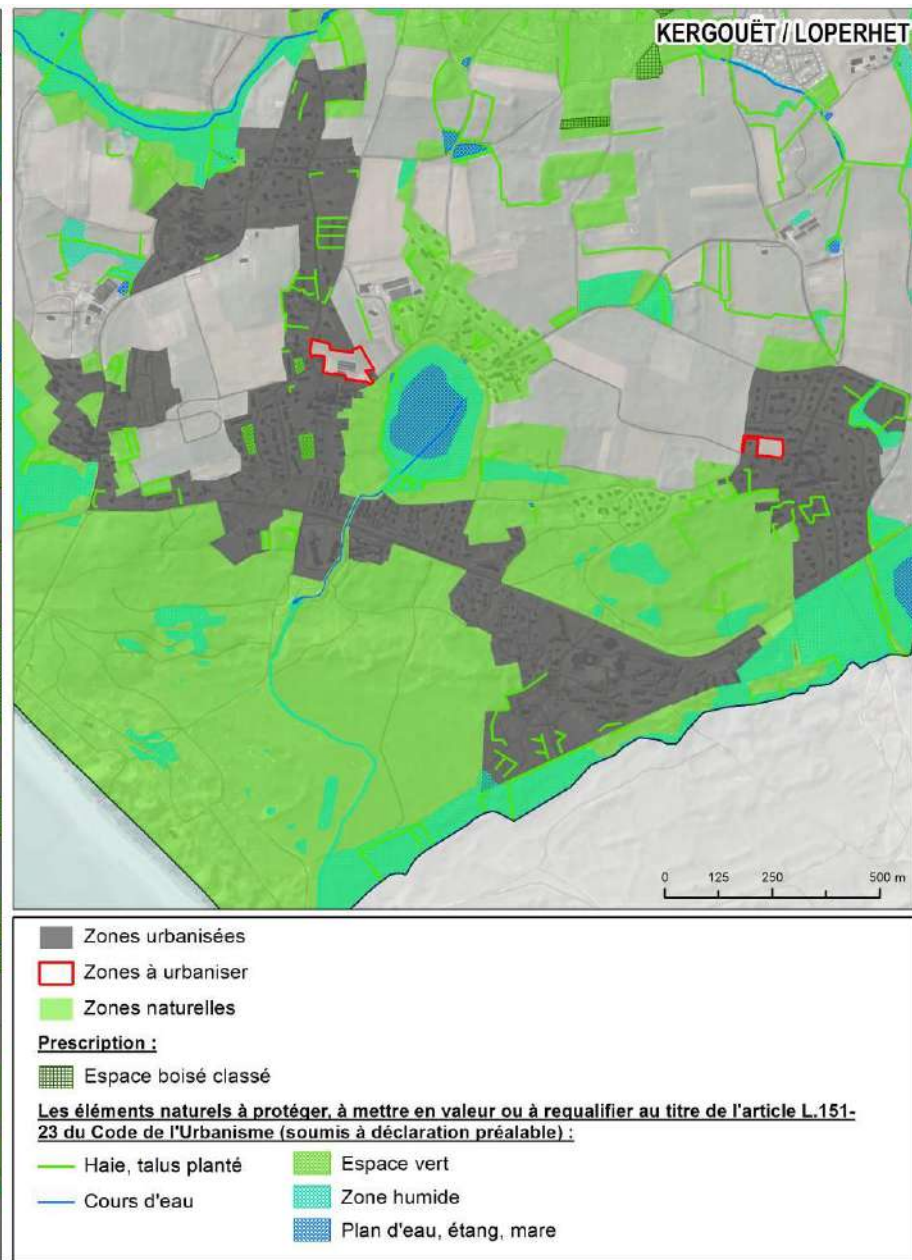 KERGOUËT / LOPERHET
0 125 250 500 m
Zones urbanisées
Zones à urbaniser
Zones naturelles
Prescription :
Espace boisé classé
Les éléments naturels à protéger, à mettre en valeur ou à requalifier au titre de l'article L.151-
23 du Code de l'Urbanisme (soumis à déclaration préalable) :
Haie, talus planté
Espace vert
Cours d'eau
Zone humide
Plan d'eau, étang, mare